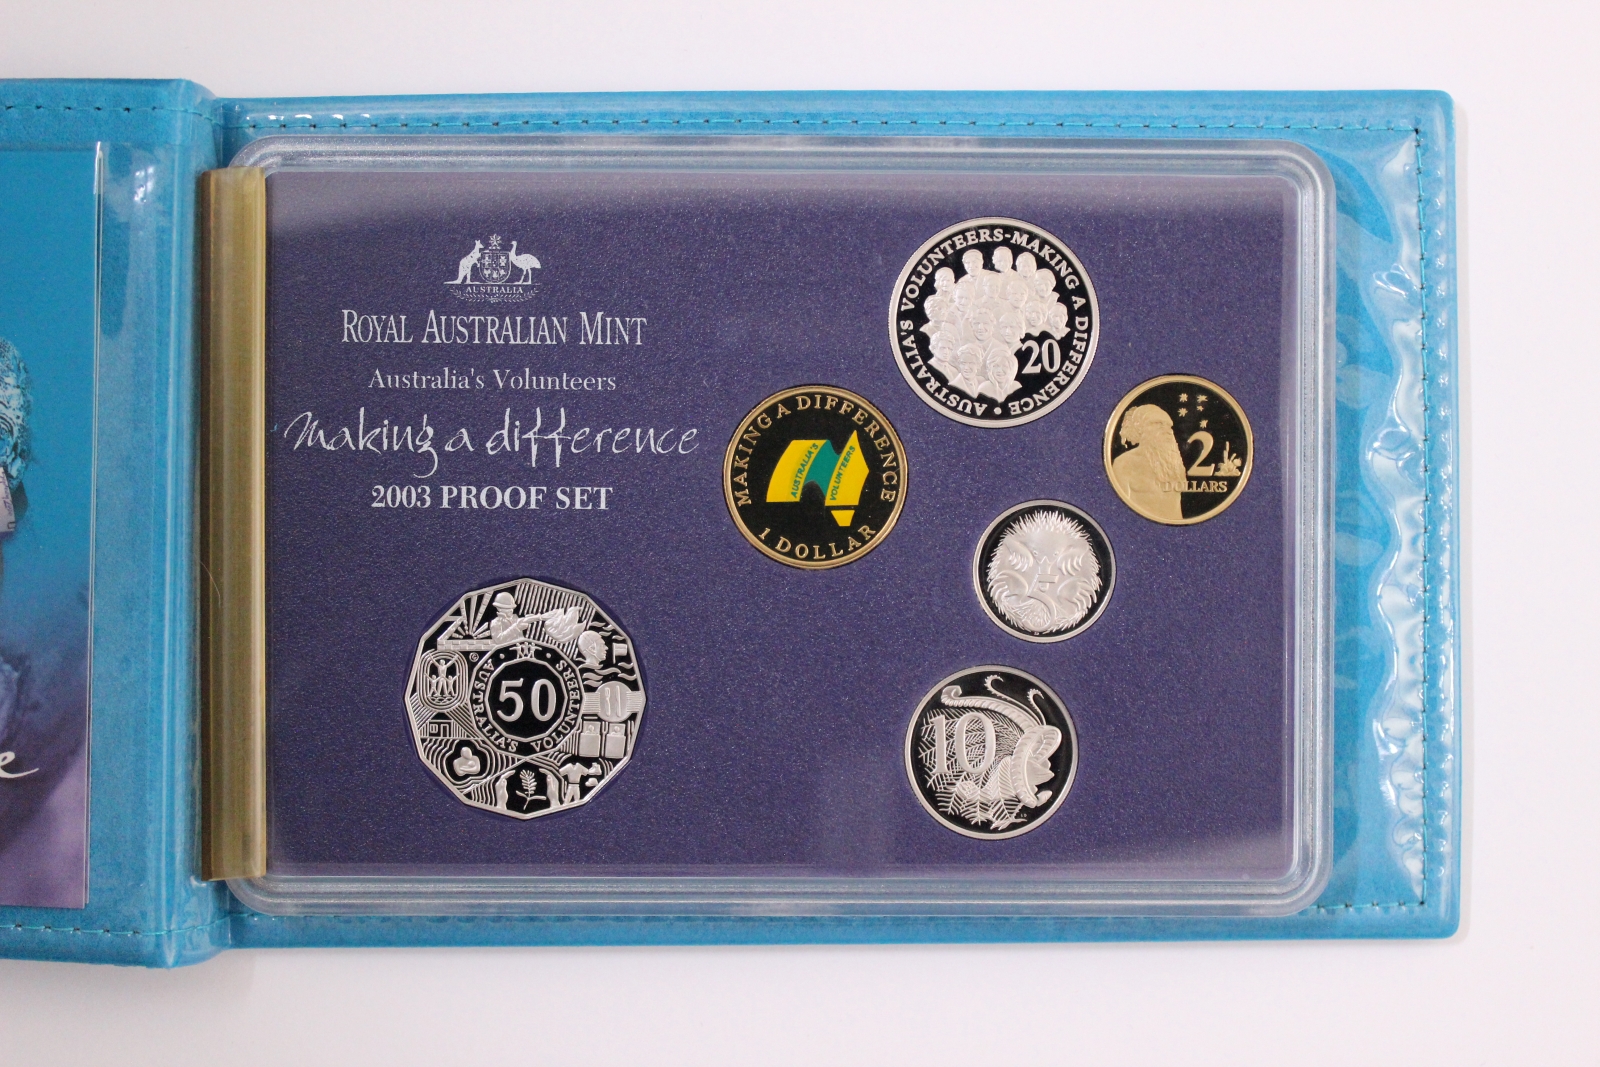 AUSTRALIA
ROYAL AUSTRALIAN MINT
Australia's Volunteers
Making a difference
2003 PROOF SET
AUSTRALIA'S VOLUNTEERS-MAKING A DIFFERENCE •
20
MAKING A DIFFERENCE
AUSTRALIA'S
VOLUNTEERS
1 DOLLAR
2
DOLLARS
5
10
50
AUSTRALIA'S VOLUNTEERS
e